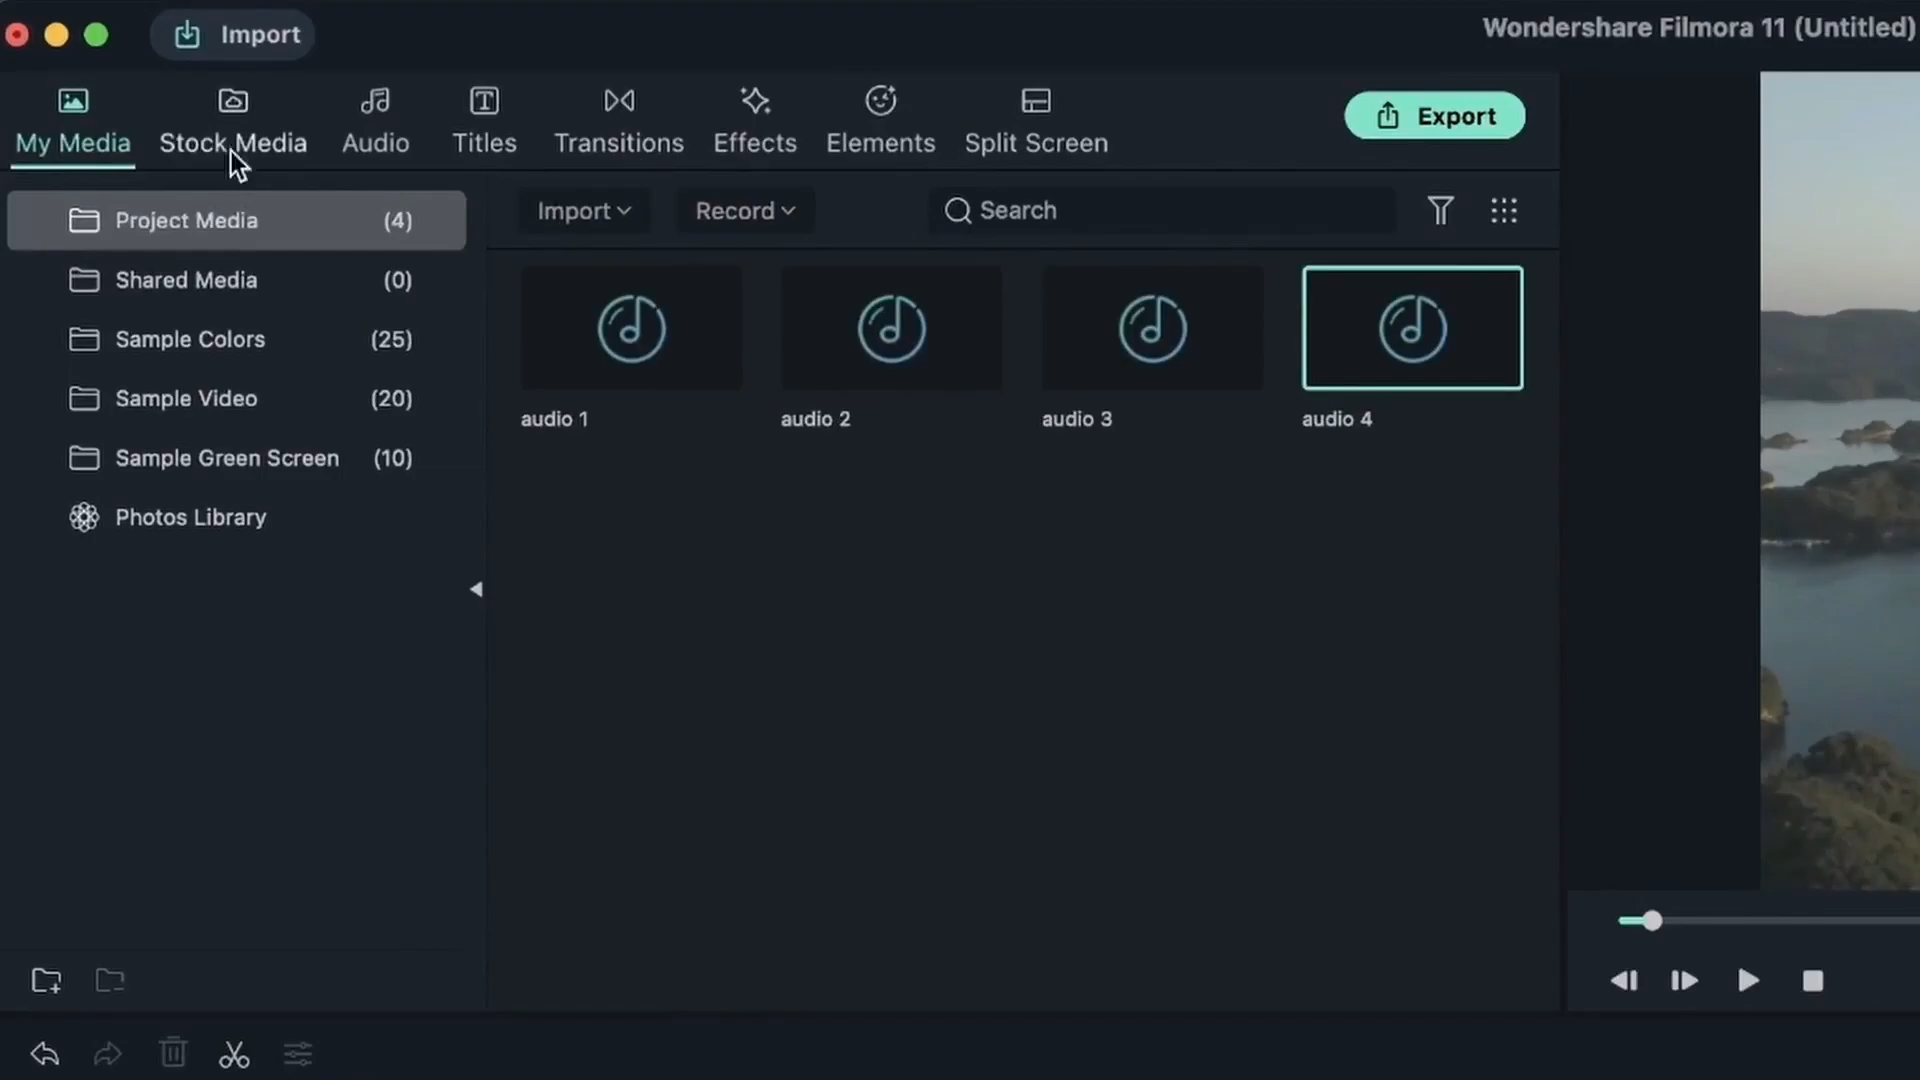 Import
Wondershare Filmora 11 (Untitled)
My Media
Stock Media
Audio
Titles
Transitions
Effects
Elements
Split Screen
Export
Project Media (4)
Shared Media (0)
Sample Colors (25)
Sample Video (20)
Sample Green Screen (10)
Photos Library
Import
Record
Search
audio 1
audio 2
audio 3
audio 4